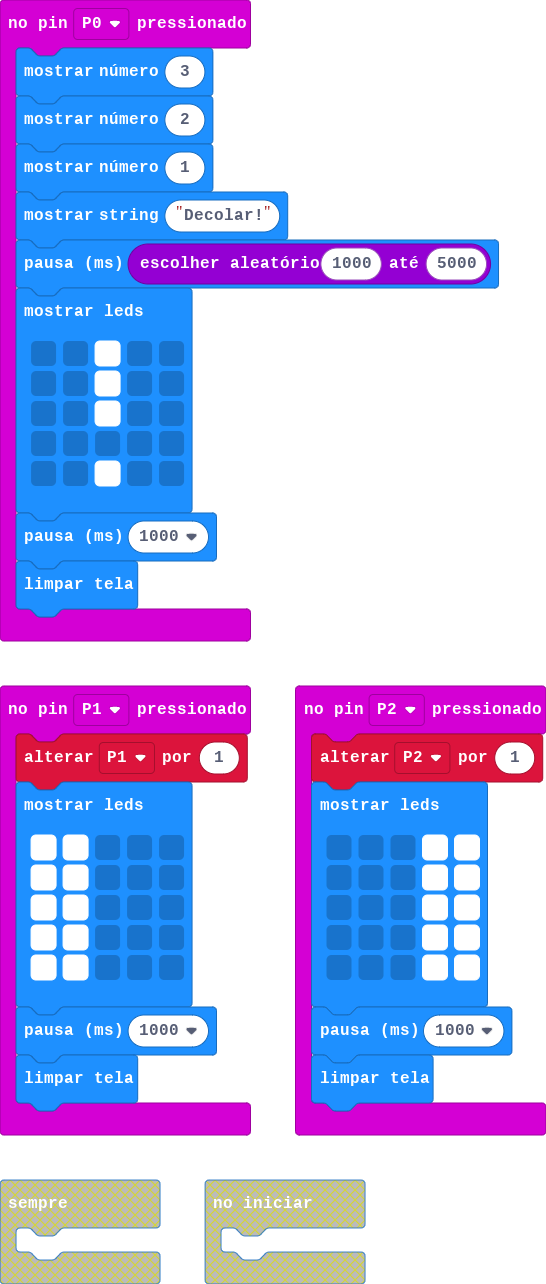 no pin P0 pressionado
mostrar número 3
mostrar número 2
mostrar número 1
mostrar string "Decolar!"
pausa (ms) escolher aleatório 1000 até 5000
mostrar leds
pausa (ms) 1000
limpar tela
no pin P1 pressionado
alterar P1 por 1
mostrar leds
pausa (ms) 1000
limpar tela
no pin P2 pressionado
alterar P2 por 1
mostrar leds
pausa (ms) 1000
limpar tela
sempre
no iniciar